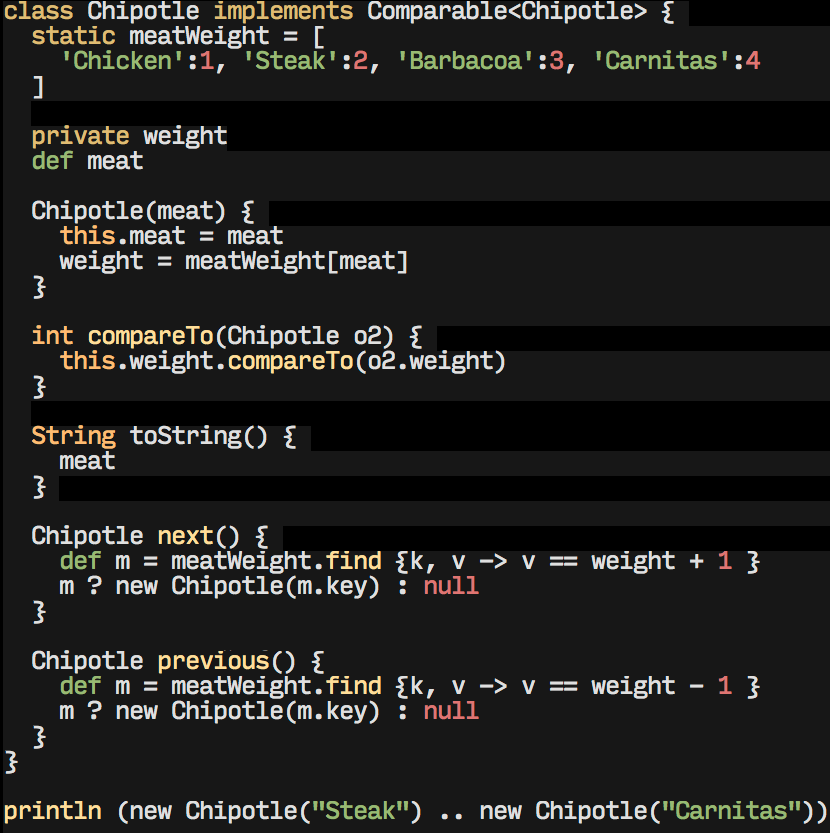 class Chipotle implements Comparable<Chipotle> {
  static meatWeight = [
    'Chicken':1, 'Steak':2, 'Barbacoa':3, 'Carnitas':4
  ]
  private weight
  def meat
  Chipotle(meat) {
    this.meat = meat
    weight = meatWeight[meat]
  }
  int compareTo(Chipotle o2) {
    this.weight.compareTo(o2.weight)
  }
  String toString() {
    meat
  }
  Chipotle next() {
    def m = meatWeight.find {k, v -> v == weight + 1 }
    m ? new Chipotle(m.key) : null
  }
  Chipotle previous() {
    def m = meatWeight.find {k, v -> v == weight - 1 }
    m ? new Chipotle(m.key) : null
  }
}
println (new Chipotle("Steak") .. new Chipotle("Carnitas"))